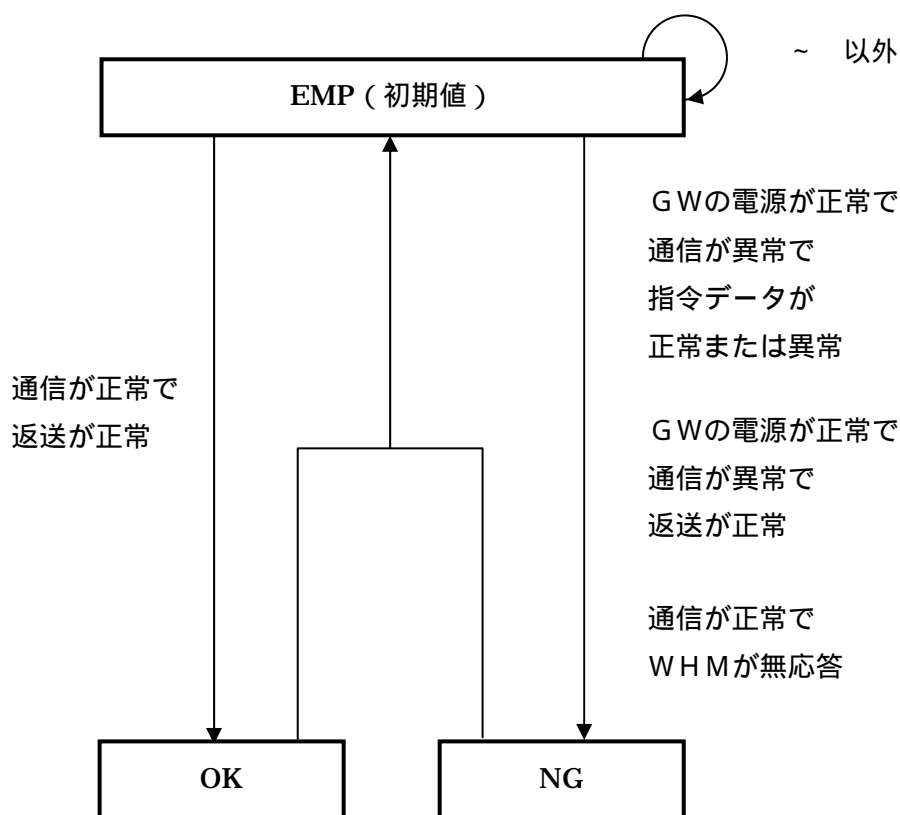 ～　以外
EMP（初期値）
ＧＷの電源が正常で
通信が異常で
指令データが
正常または異常
通信が正常で
返送が正常
ＧＷの電源が正常で
通信が異常で
返送が正常
通信が正常で
ＷＨＭが無応答
OK
NG